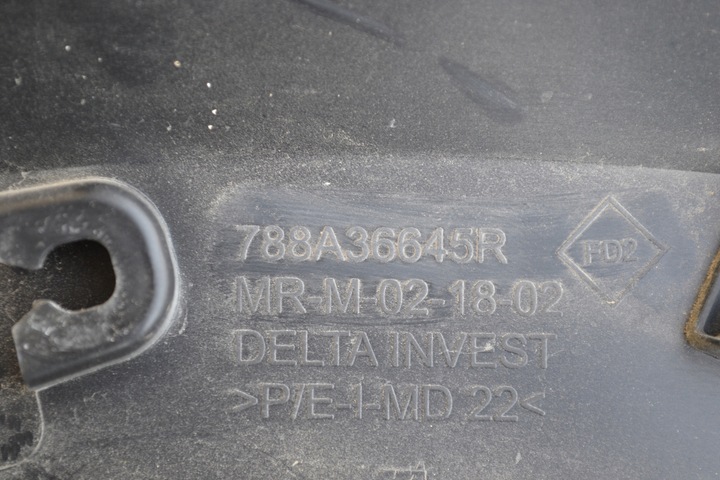 788A36645R
FD2
MR-M-02-18-02
DELTA INVEST
>P/E-I-MD 22<